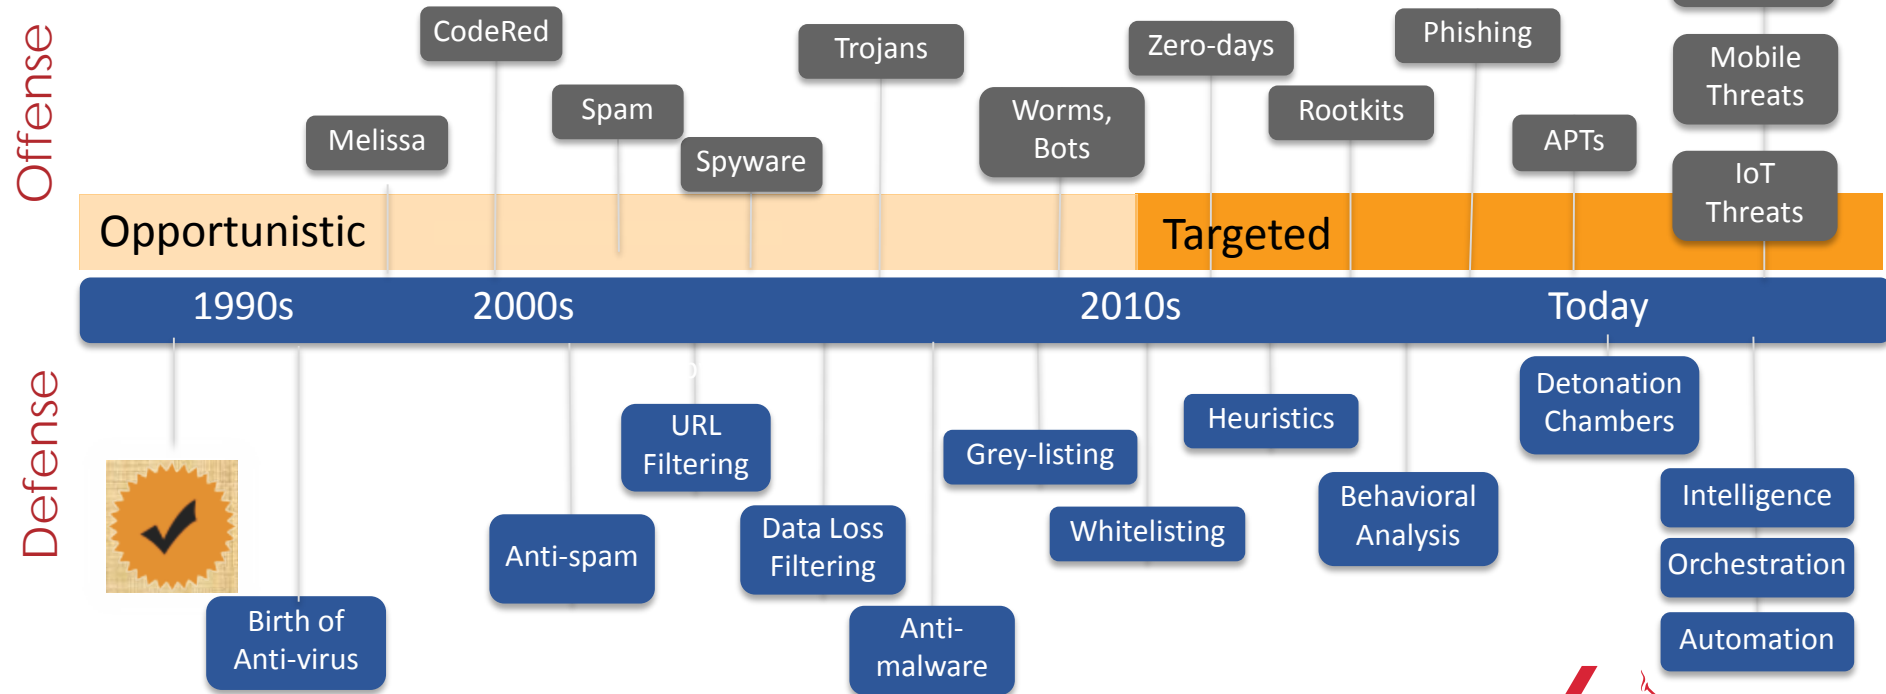 Offense
CodeRed
Melissa
Spam
Spyware
Trojans
Worms,
Bots
Zero-days
Rootkits
Phishing
APTs
Mobile
Threats
IoT
Threats
Opportunistic
Targeted
1990s
2000s
2010s
Today
Defense
Birth of
Anti-virus
Anti-spam
URL
Filtering
Data Loss
Filtering
Anti-
malware
Grey-listing
Whitelisting
Heuristics
Behavioral
Analysis
Detonation
Chambers
Intelligence
Orchestration
Automation